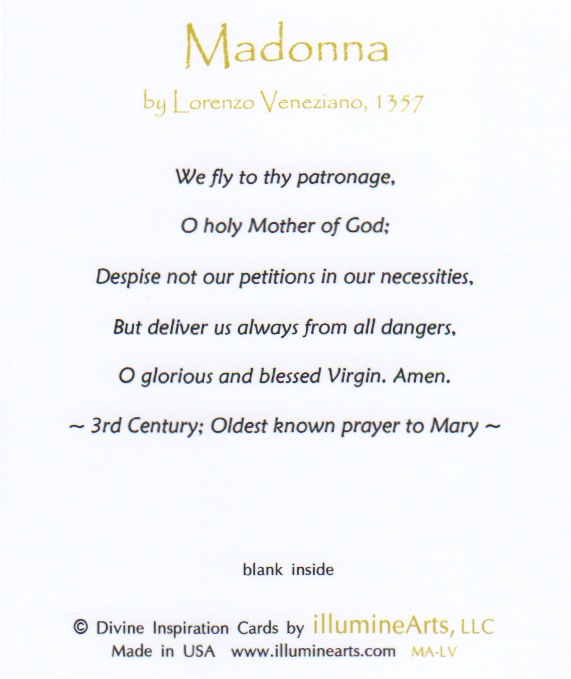 Madonna
by Lorenzo Veneziano, 1357
We fly to thy patronage,
O holy Mother of God;
Despise not our petitions in our necessities,
But deliver us always from all dangers,
O glorious and blessed Virgin. Amen.
~ 3rd Century; Oldest known prayer to Mary ~
blank inside
© Divine Inspiration Cards by illumineArts, LLC
Made in USA www.illuminearts.com MA-LV